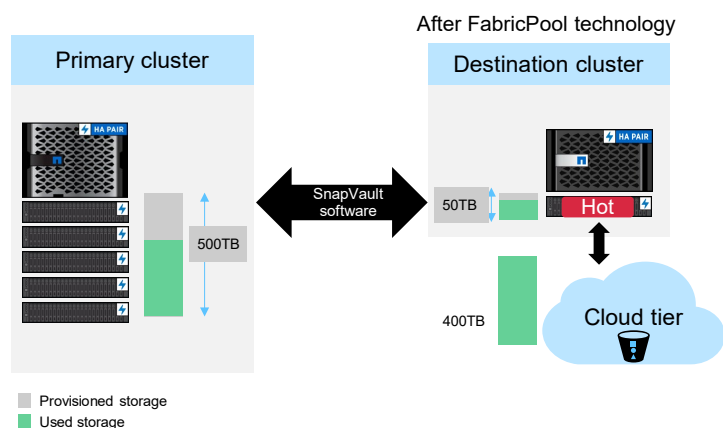 After FabricPool technology
Primary cluster
Destination cluster
HA PAIR
HA PAIR
SnapVault
software
500TB
50TB
Hot
400TB
Cloud tier
Provisioned storage
Used storage